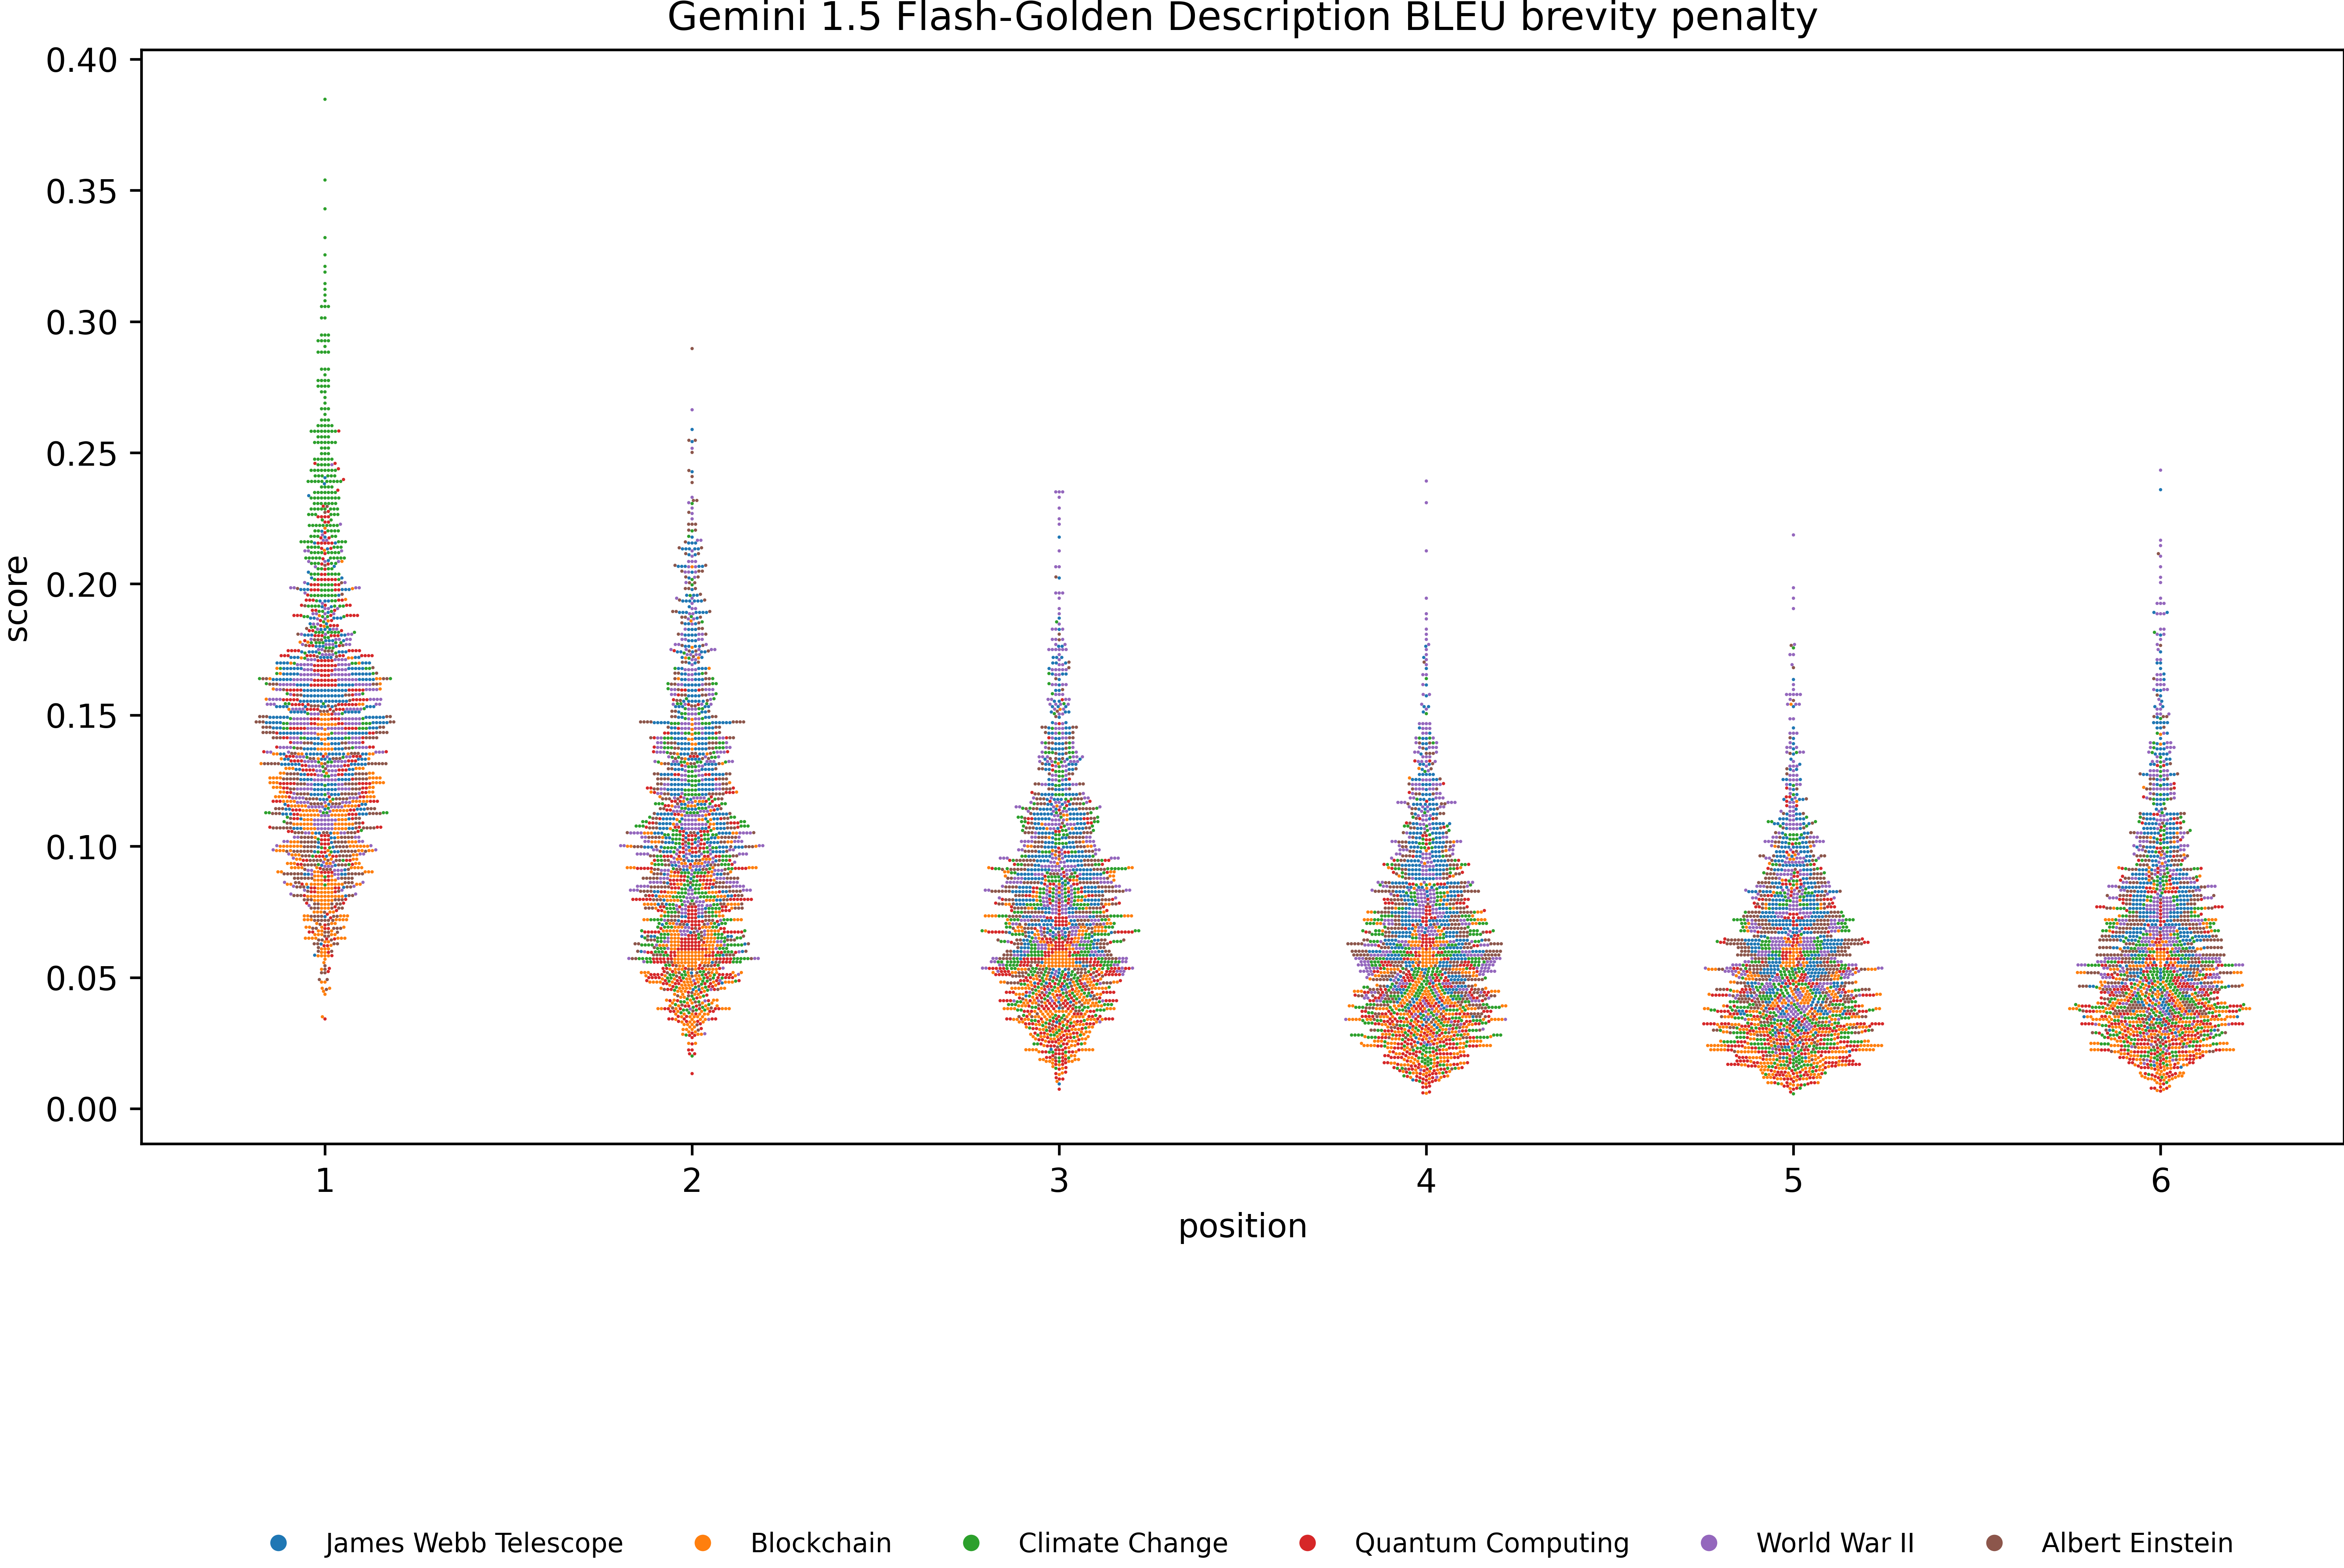 Gemini 1.5 Flash-Golden Description BLEU brevity penalty
0.40
0.35
0.30
0.25
0.20
0.15
0.10
0.05
0.00
score
1 2 3 4 5 6
position
James Webb Telescope Blockchain Climate Change Quantum Computing World War II Albert Einstein